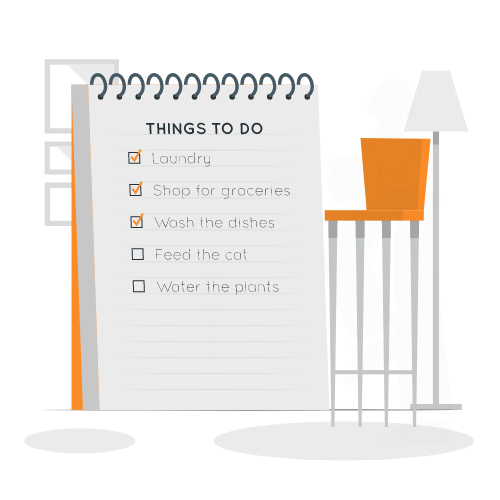 THINGS TO DO
Laundry
Shop for groceries
Wash the dishes
Feed the cat
Water the plants